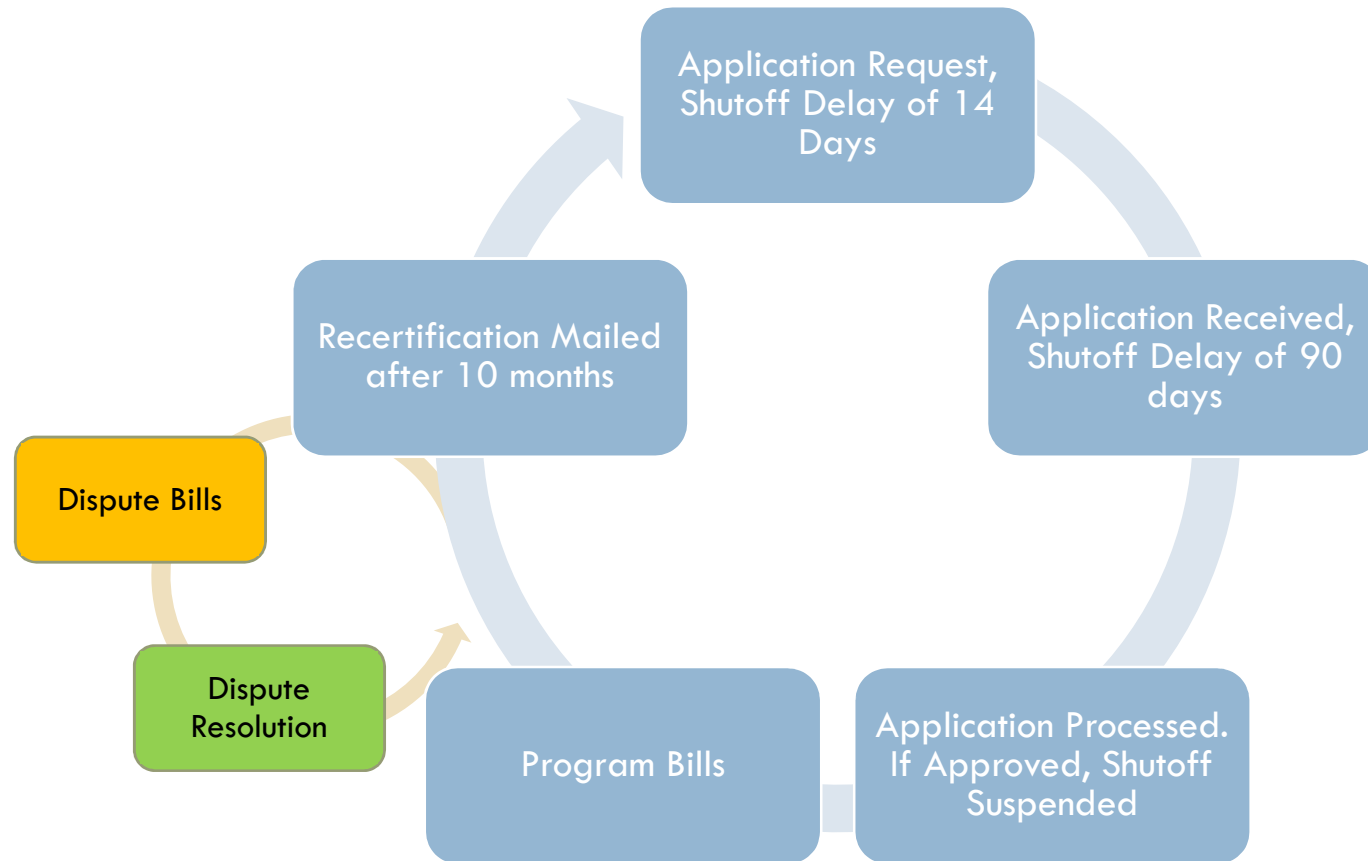 Application Request,
Shutoff Delay of 14
Days
Application Received,
Shutoff Delay of 90
days
Application Processed.
If Approved, Shutoff
Suspended
Program Bills
Recertification Mailed
after 10 months
Dispute Bills
Dispute
Resolution